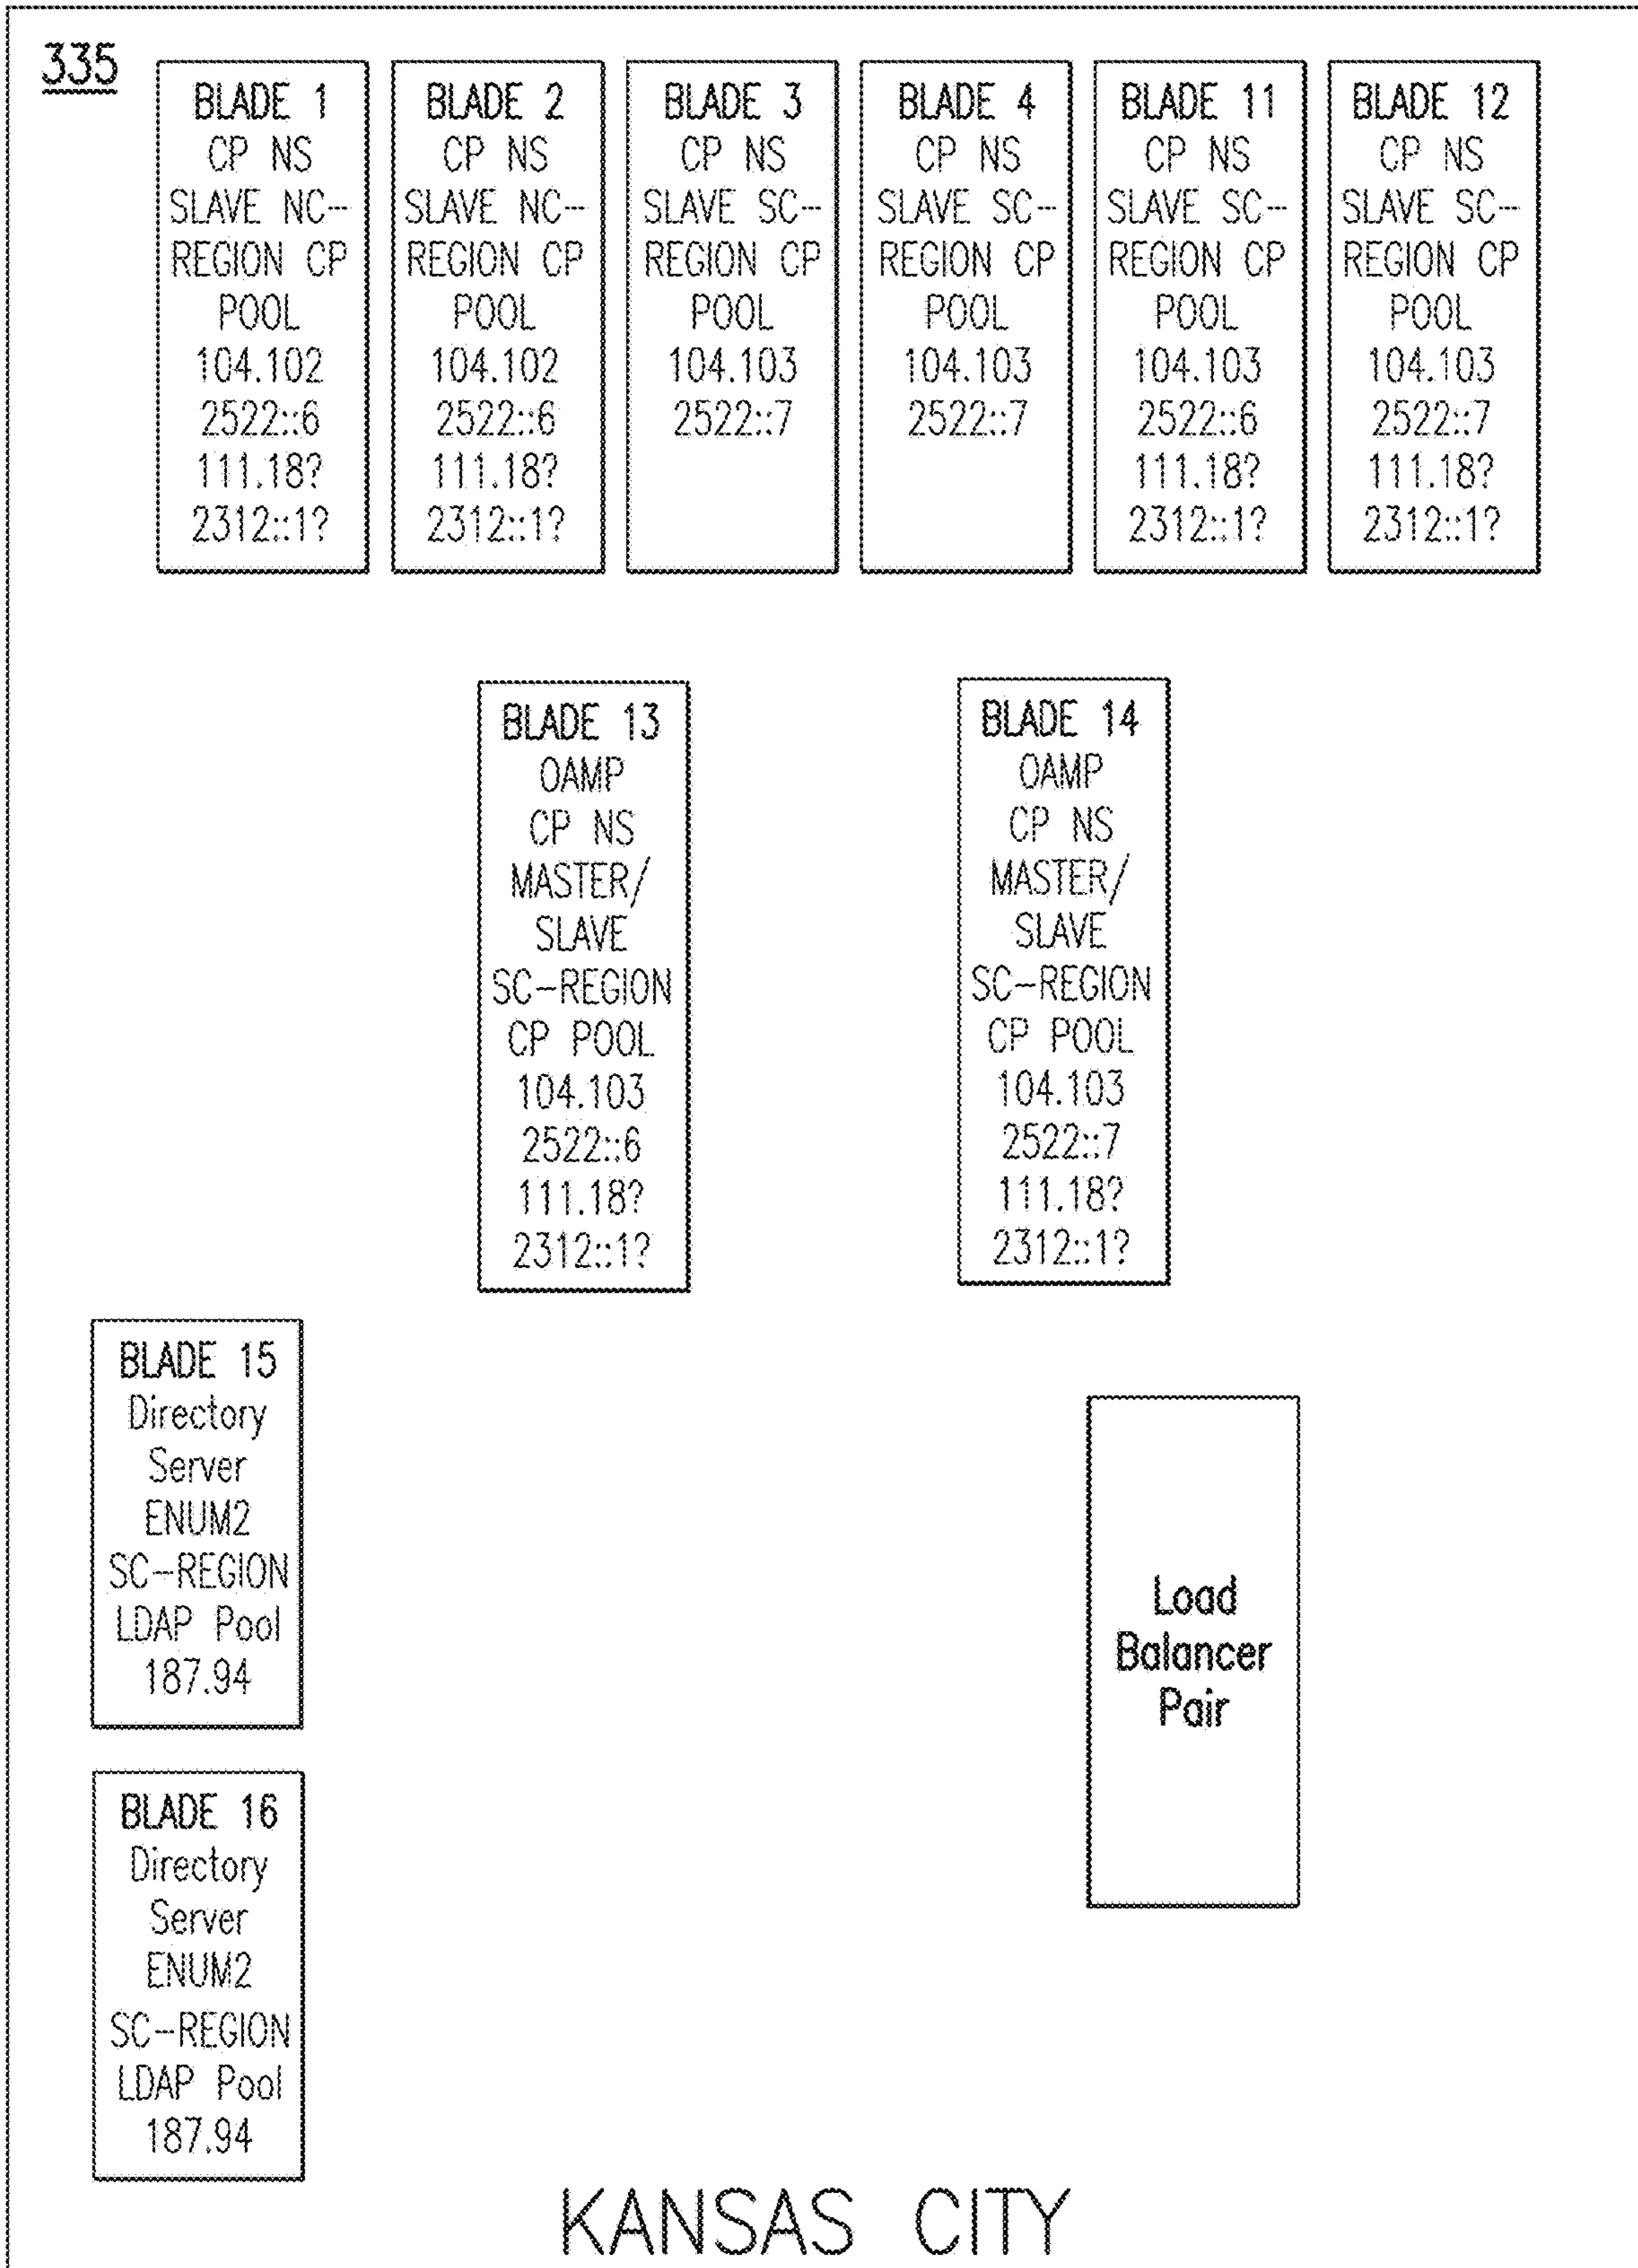 335
BLADE 1
CP NS
SLAVE NC-
REGION CP
POOL
104.102
2522::6
111.18?
2312::1?
BLADE 2
CP NS
SLAVE NC-
REGION CP
POOL
104.102
2522::6
111.18?
2312::1?
BLADE 3
CP NS
SLAVE SC-
REGION CP
POOL
104.103
2522::7
BLADE 4
CP NS
SLAVE SC-
REGION CP
POOL
104.103
2522::7
BLADE 11
CP NS
SLAVE SC-
REGION CP
POOL
104.103
2522::6
111.18?
2312::1?
BLADE 12
CP NS
SLAVE SC-
REGION CP
POOL
104.103
2522::7
111.18?
2312::1?
BLADE 13
OAMP
CP NS
MASTER/
SLAVE
SC-REGION
CP POOL
104.103
2522::6
111.18?
2312::1?
BLADE 14
OAMP
CP NS
MASTER/
SLAVE
SC-REGION
CP POOL
104.103
2522::7
111.18?
2312::1?
BLADE 15
Directory
Server
ENUM2
SC-REGION
LDAP Pool
187.94
Load
Balancer
Pair
BLADE 16
Directory
Server
ENUM2
SC-REGION
LDAP Pool
187.94
KANSAS CITY